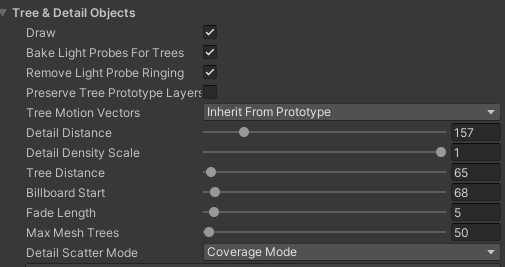 Tree & Detail Objects
Draw
Bake Light Probes For Trees
Remove Light Probe Ringing
Preserve Tree Prototype Layers
Tree Motion Vectors Inherit From Prototype
Detail Distance 157
Detail Density Scale 1
Tree Distance 65
Billboard Start 68
Fade Length 5
Max Mesh Trees 50
Detail Scatter Mode Coverage Mode